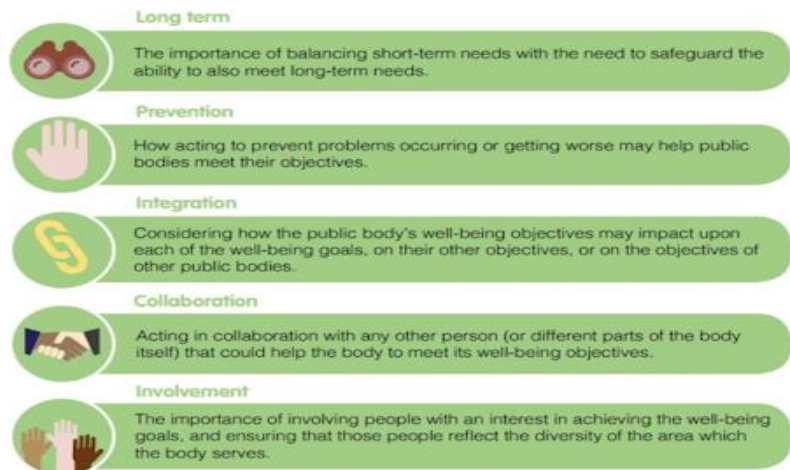 Long term
The importance of balancing short-term needs with the need to safeguard the
ability to also meet long-term needs.
Prevention
How acting to prevent problems occurring or getting worse may help public
bodies meet their objectives.
Integration
Considering how the public body's well-being objectives may impact upon
each of the well-being goals, on their other objectives, or on the objectives of
other public bodies.
Collaboration
Acting in collaboration with any other person (or different parts of the body
itself) that could help the body to meet its well-being objectives.
Involvement
The importance of involving people with an interest in achieving the well-being
goals, and ensuring that those people reflect the diversity of the area which
the body serves.